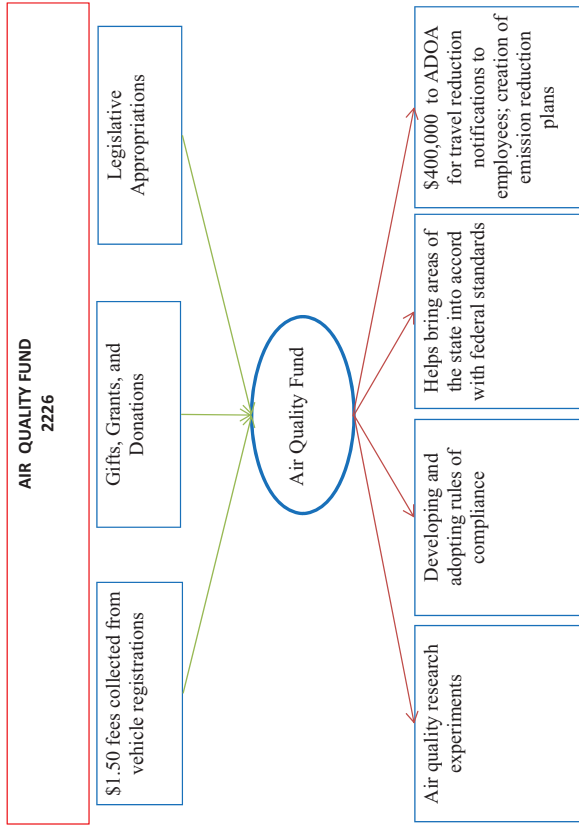 AIR QUALITY FUND
2226
$1.50 fees collected from
vehicle registrations
Gifts, Grants, and
Donations
Legislative
Appropriations
Air Quality Fund
Air quality research
experiments
Developing and
adopting rules of
compliance
Helps bring areas of
the state into accord
with federal standards
$400,000 to ADOA
for travel reduction
notifications to
employees; creation of
emission reduction
plans